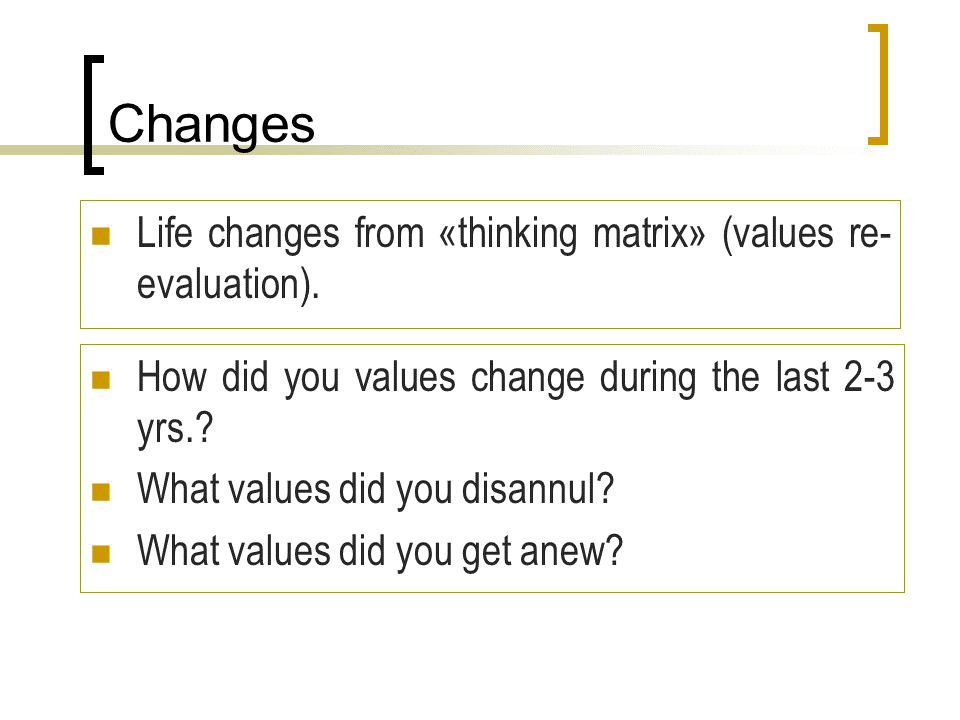 Changes
Life changes from «thinking matrix» (values re-
evaluation).
How did you values change during the last 2-3
yrs.?
What values did you disannul?
What values did you get anew?